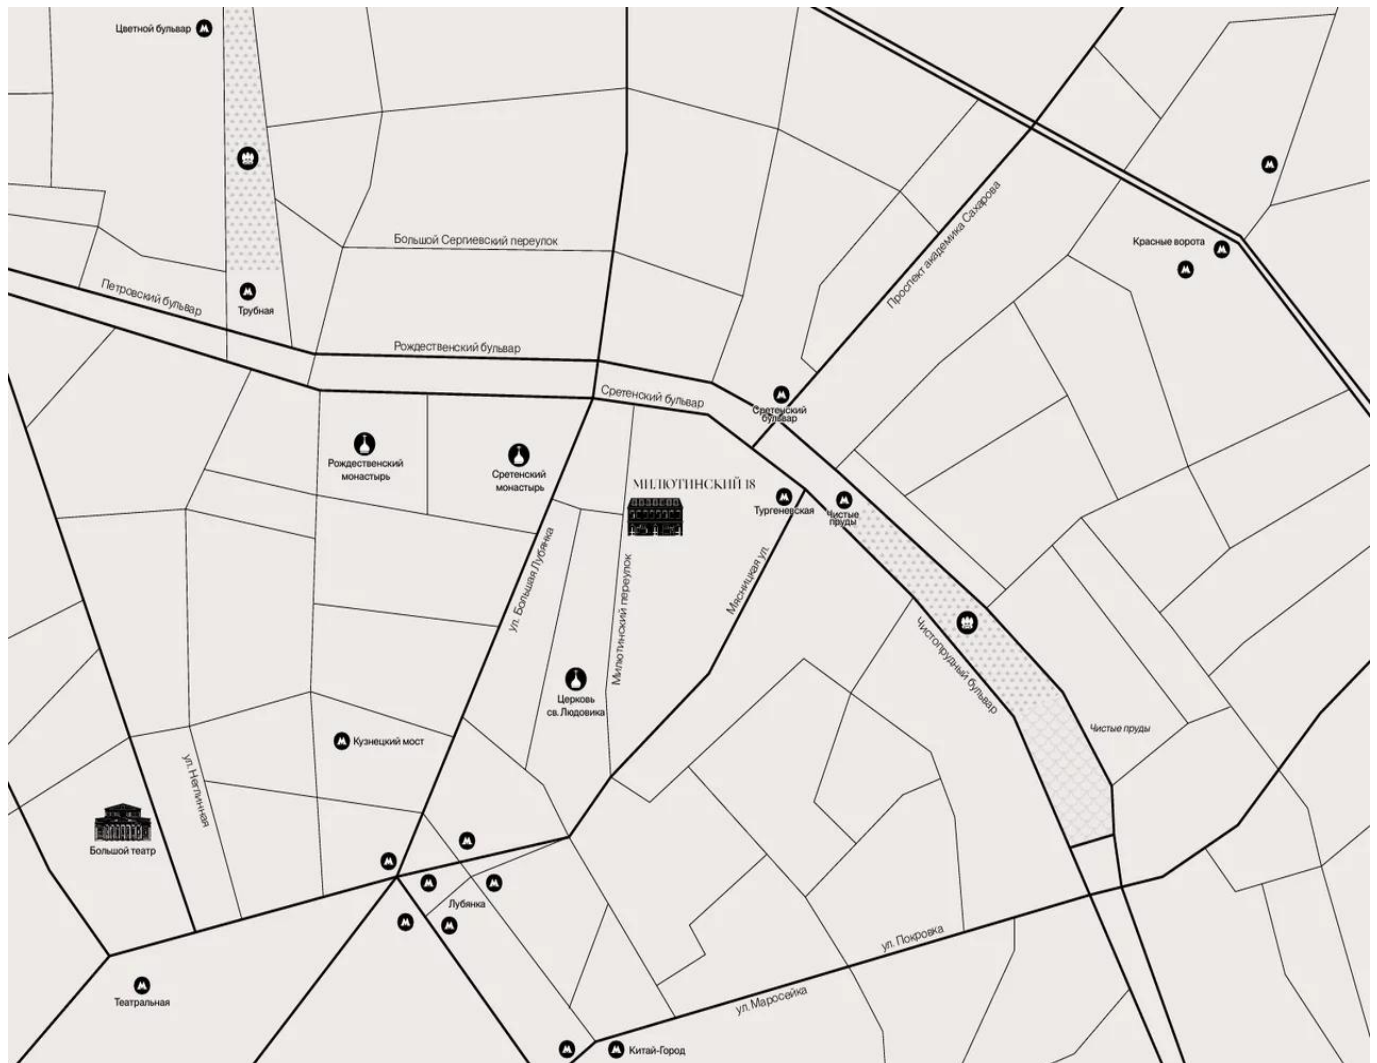 Цветной бульвар
Большой Сергиевский переулок
Проспект академика Сахарова
Красные ворота
Петровский бульвар
Трубная
Рождественский бульвар
Сретенский бульвар
Сретенский
бульвар
Рождественский
монастырь
Сретенский
монастырь
МИЛЮТИНСКИЙ 18
Тургеневская
Чистые
пруды
ул. Большая Лубянка
Милютинский переулок
Мясницкая ул.
Чистопрудный бульвар
Церковь
св. Людовика
Чистые пруды
Кузнецкий мост
ул. Неглинная
Большой театр
Лубянка
ул. Покровка
Театральная
ул. Маросейка
Китай-Город